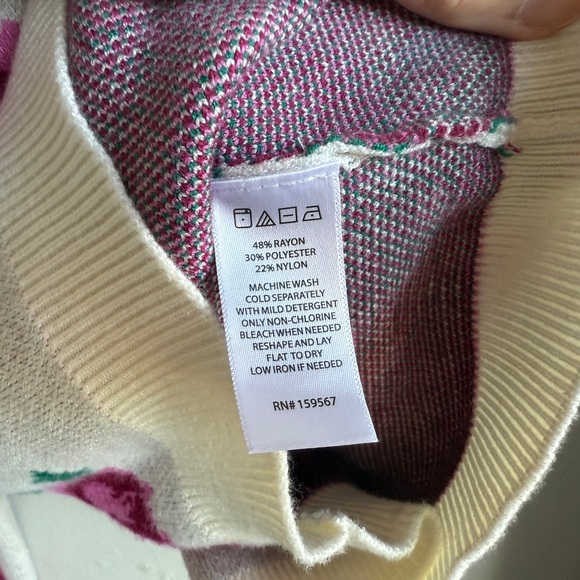 48% RAYON
30% POLYESTER
22% NYLON
MACHINE WASH
COLD SEPARATELY
WITH MILD DETERGENT
ONLY NON-CHLORINE
BLEACH WHEN NEEDED
RESHAPE AND LAY
FLAT TO DRY
LOW IRON IF NEEDED
RN# 159567